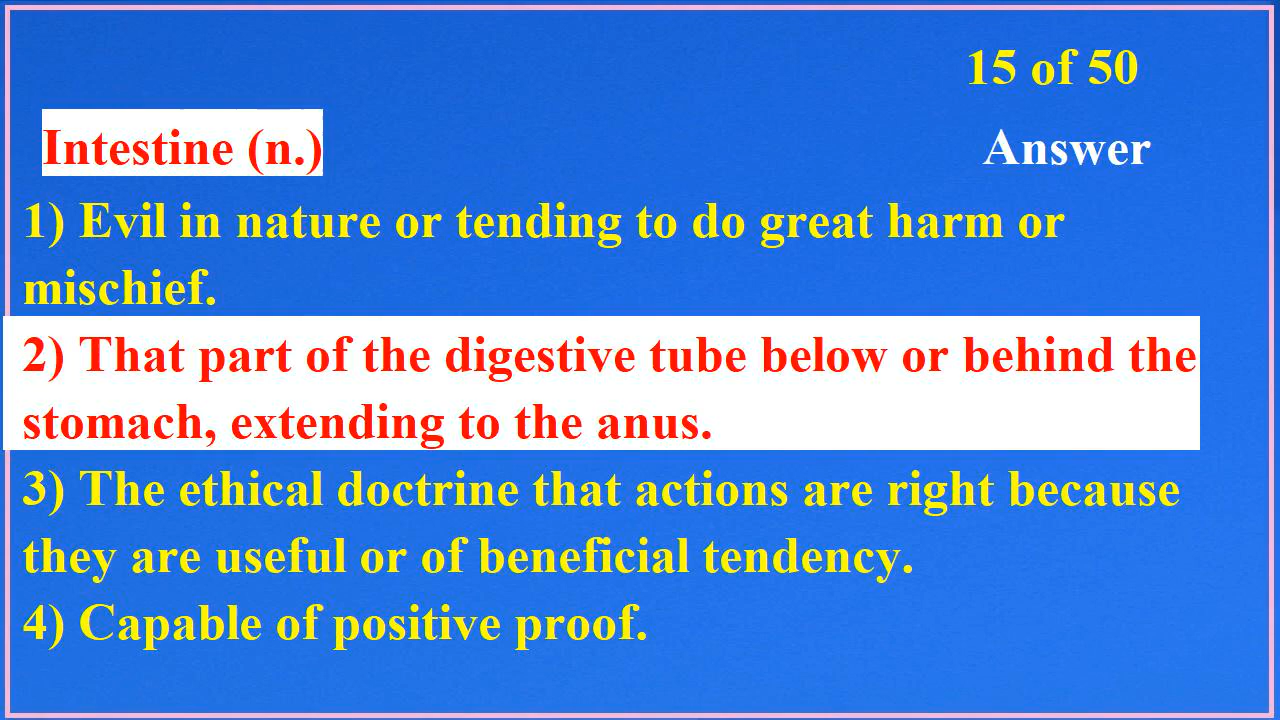 15 of 50
Intestine (n.)
Answer
1) Evil in nature or tending to do great harm or
mischief.
2) That part of the digestive tube below or behind the
stomach, extending to the anus.
3) The ethical doctrine that actions are right because
they are useful or of beneficial tendency.
4) Capable of positive proof.